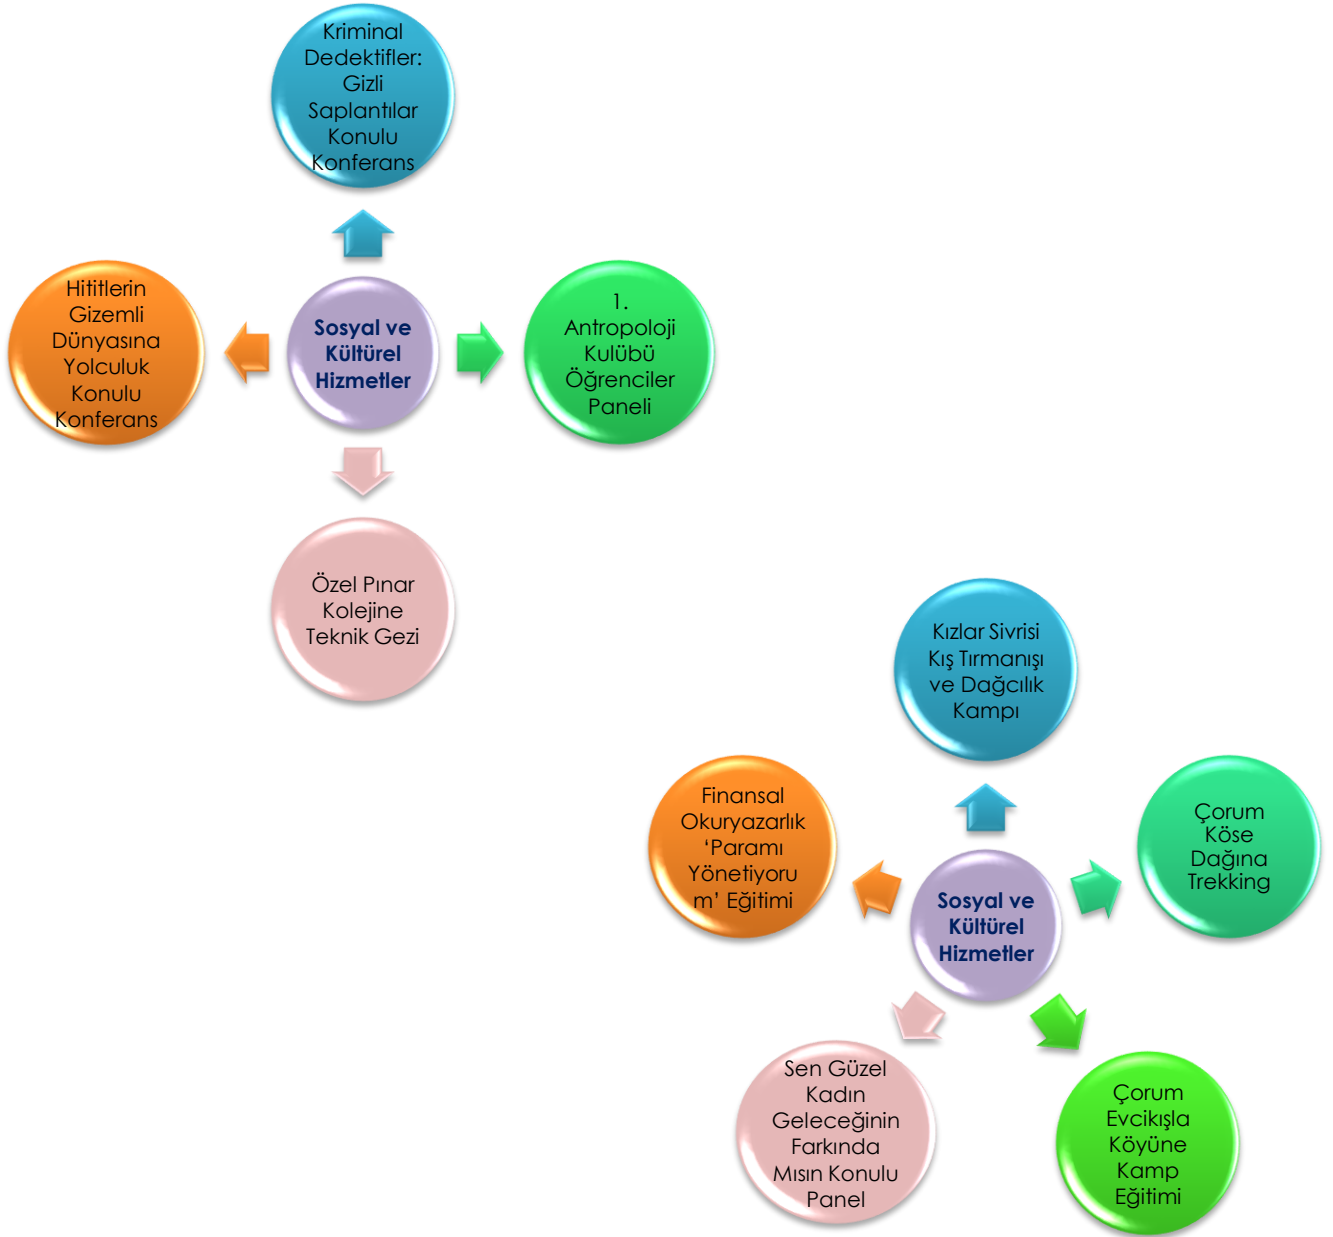 Kriminal
Dedektifler:
Gizli
Saplantılar
Konulu
Konferans
Hititlerin
Gizemli
Dünyasına
Yolculuk
Konulu
Konferans
Sosyal ve
Kültürel
Hizmetler
1.
Antropoloji
Kulübü
Öğrenciler
Paneli
Özel Pınar
Kolejine
Teknik Gezi
Kızlar Sivrisi
Kış Tırmanışı
ve Dağcılık
Kampı
Finansal
Okuryazarlık
‘Paramı
Yönetiyoru
m’ Eğitimi
Sosyal ve
Kültürel
Hizmetler
Çorum
Köse
Dağına
Trekking
Sen Güzel
Kadın
Geleceğinin
Farkında
Mısın Konulu
Panel
Çorum
Evcikışla
Köyüne
Kamp
Eğitimi